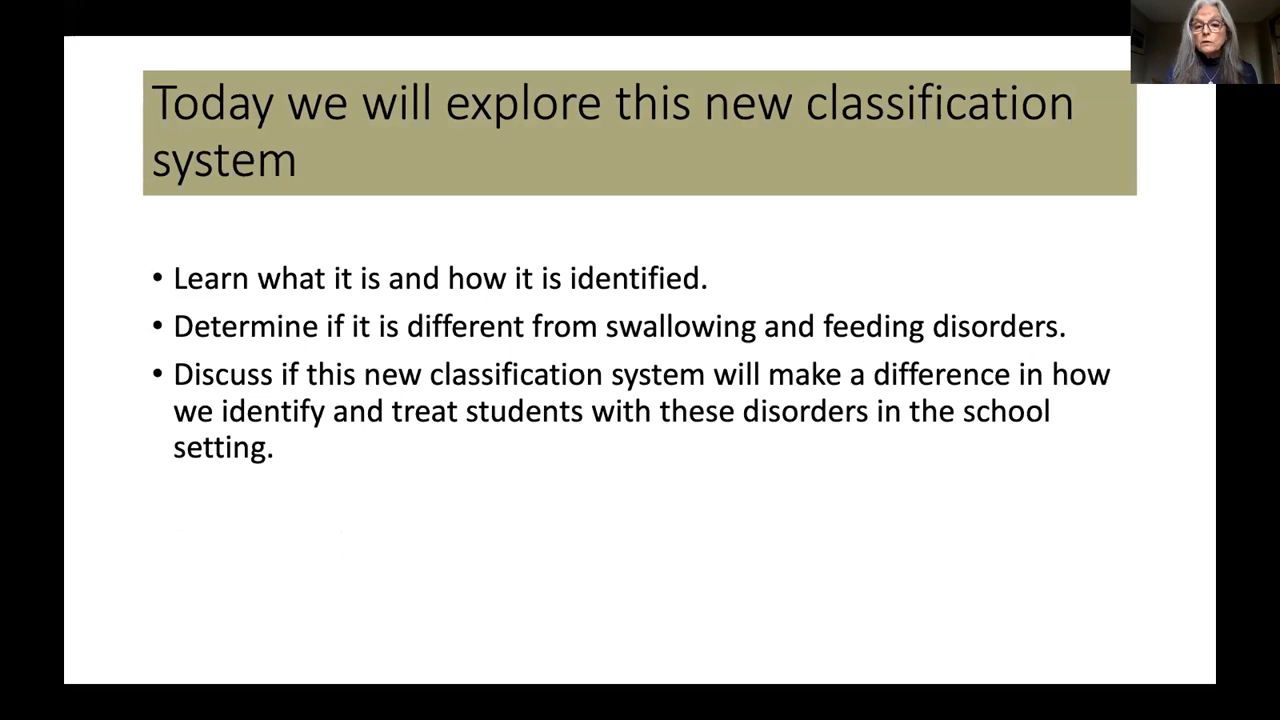 Today we will explore this new classification
system
• Learn what it is and how it is identified.
• Determine if it is different from swallowing and feeding disorders.
• Discuss if this new classification system will make a difference in how
we identify and treat students with these disorders in the school
setting.